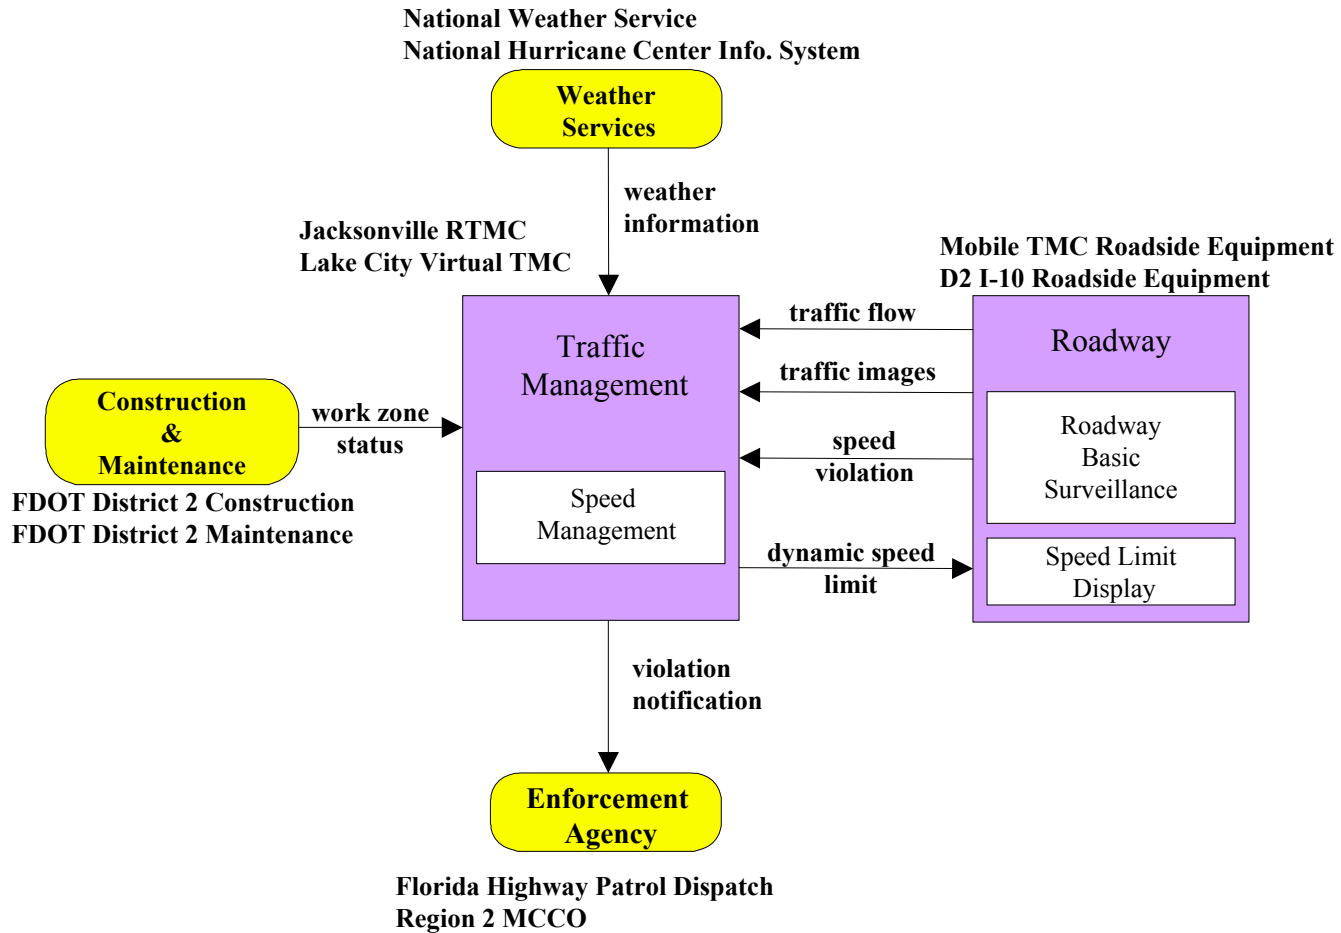 National Weather Service
National Hurricane Center Info. System
Weather
Services
weather
information
Jacksonville RTMC
Lake City Virtual TMC
Mobile TMC Roadside Equipment
D2 I-10 Roadside Equipment
Traffic
Management
Speed
Management
traffic flow
traffic images
speed
violation
dynamic speed
limit
Roadway
Roadway
Basic
Surveillance
Speed Limit
Display
Construction
&
Maintenance
work zone
status
FDOT District 2 Construction
FDOT District 2 Maintenance
violation
notification
Enforcement
Agency
Florida Highway Patrol Dispatch
Region 2 MCCO